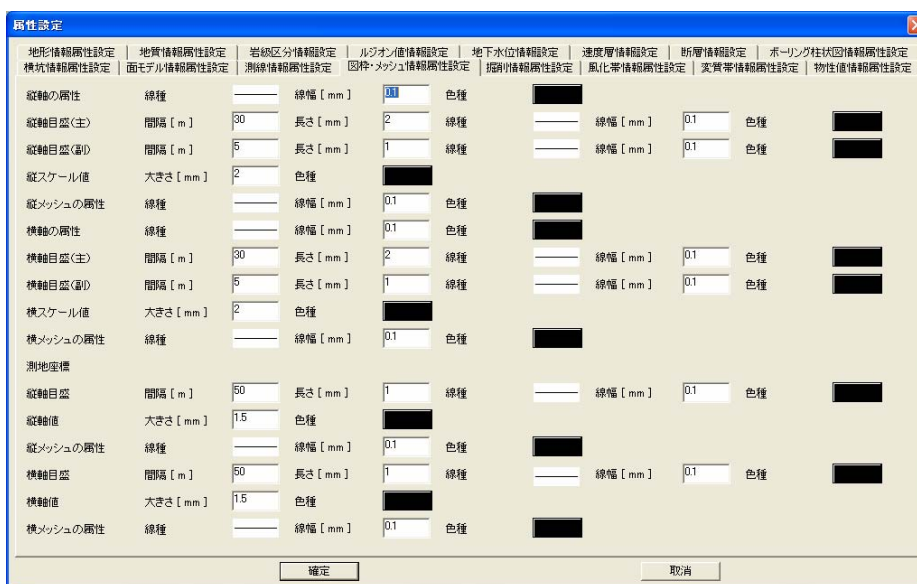 属性設定
地形情報属性設定 地質情報属性設定 岩級区分情報設定 ルジオン値情報設定 地下水位情報設定 速度層情報設定 断層情報設定 ボーリング柱状図情報設定
横坑情報属性設定 面モデル情報属性設定 測線情報属性設定 図枠・メッシュ情報属性設定 掘削情報属性設定 風化帯情報属性設定 変質帯情報属性設定 物性値情報設定
縦軸の属性 線種 線幅 [ mm ] 0.1 色種
縦軸目盛(主) 間隔 [ m ] 30 長さ [ mm ] 2 線種 線幅 [ mm ] 0.1 色種
縦軸目盛(副) 間隔 [ m ] 5 長さ [ mm ] 1 線種 線幅 [ mm ] 0.1 色種
縦スケール値 大きさ [ mm ] 2 色種
縦メッシュの属性 線種 線幅 [ mm ] 0.1 色種
横軸の属性 線種 線幅 [ mm ] 0.1 色種
横軸目盛(主) 間隔 [ m ] 30 長さ [ mm ] 2 線種 線幅 [ mm ] 0.1 色種
横軸目盛(副) 間隔 [ m ] 5 長さ [ mm ] 1 線種 線幅 [ mm ] 0.1 色種
横スケール値 大きさ [ mm ] 2 色種
横メッシュの属性 線種 線幅 [ mm ] 0.1 色種
測地座標
縦軸目盛 間隔 [ m ] 50 長さ [ mm ] 1 線種 線幅 [ mm ] 0.1 色種
縦軸値 大きさ [ mm ] 1.5 色種
縦メッシュの属性 線種 線幅 [ mm ] 0.1 色種
横軸目盛 間隔 [ m ] 50 長さ [ mm ] 1 線種 線幅 [ mm ] 0.1 色種
横軸値 大きさ [ mm ] 1.5 色種
横メッシュの属性 線種 線幅 [ mm ] 0.1 色種
確定 取消